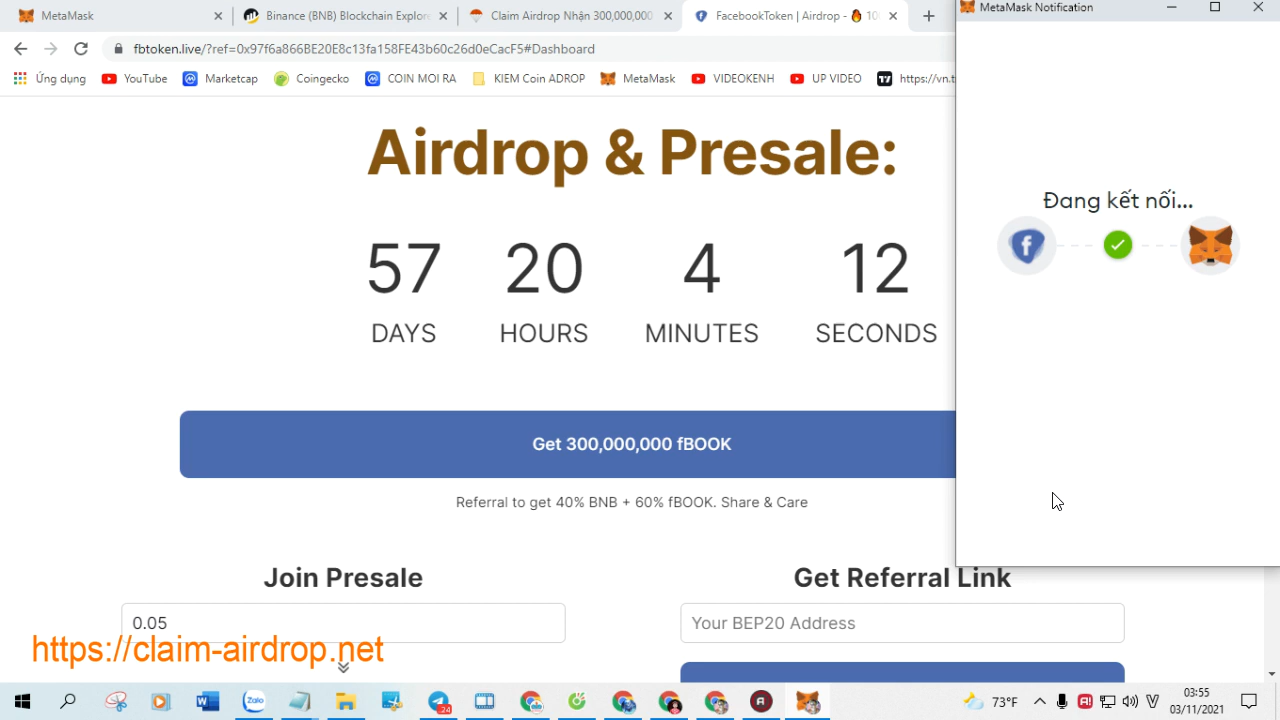 MetaMask
Binance (BNB) Blockchain Explore
Claim Airdrop Nhận 300,000,000
FacebookToken | Airdrop - 🔥 10
MetaMask Notification
fbtoken.live/?ref=0x97f6a866BE20E8c13fa158FE43b60c26d0eCacF5#Dashboard
Ứng dụng
YouTube
Marketcap
Coingecko
COIN MOI RA
KIEM Coin ADROP
MetaMask
VIDEOKENH
UP VIDEO
https://vn.t
Airdrop & Presale:
Đang kết nối...
57 20 4 12
DAYS HOURS MINUTES SECONDS
Get 300,000,000 fBOOK
Referral to get 40% BNB + 60% fBOOK. Share & Care
Join Presale
Get Referral Link
0.05
Your BEP20 Address
https://claim-airdrop.net
Zalo
24
73°F
03:55
03/11/2021